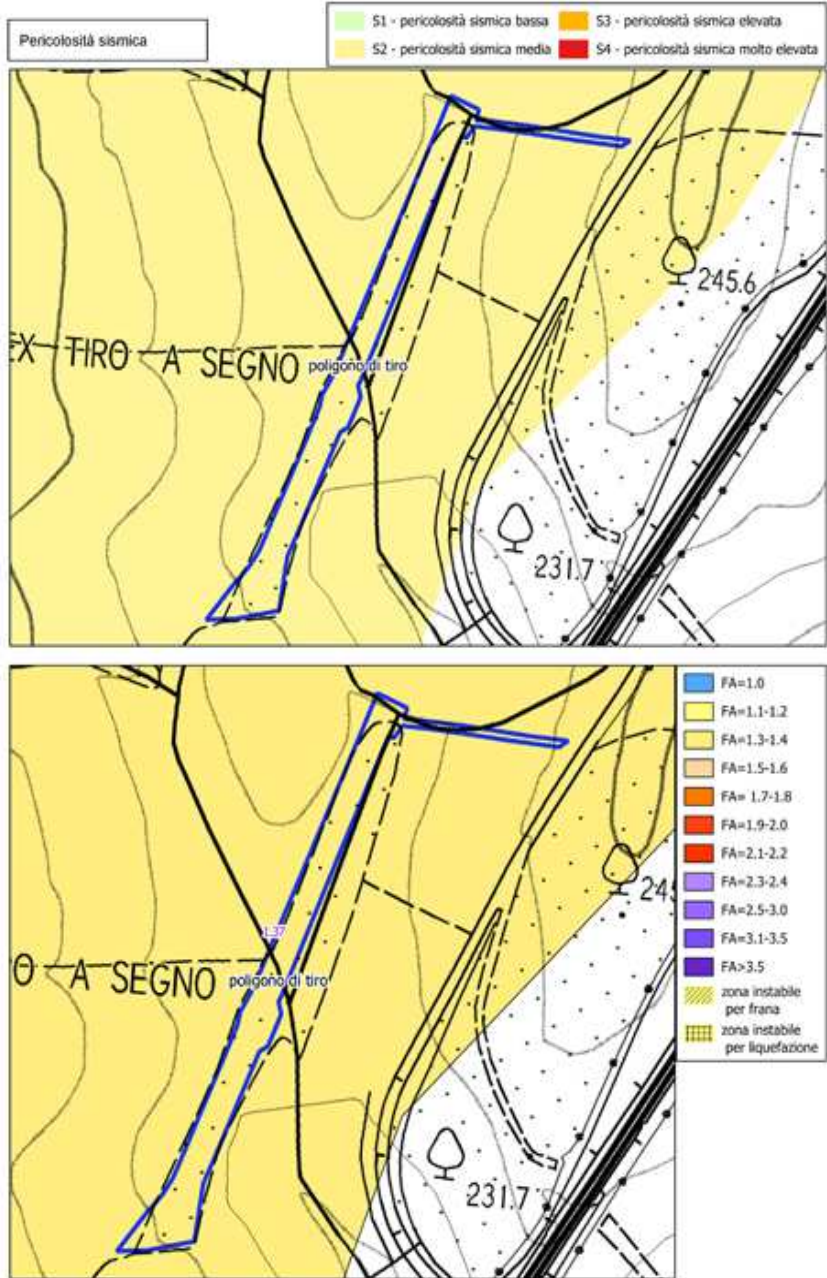 Pericolosità sismica
S1 - pericolosità sismica bassa
S2 - pericolosità sismica media
S3 - pericolosità sismica elevata
S4 - pericolosità sismica molto elevata
245.6
EX TIRO A SEGNO
poligono di tiro
231.7
FA=1.0
FA=1.1-1.2
FA=1.3-1.4
FA=1.5-1.6
FA= 1.7-1.8
FA=1.9-2.0
FA=2.1-2.2
FA=2.3-2.4
FA=2.5-3.0
FA=3.1-3.5
FA>3.5
zona instabile
per frana
zona instabile
per liquefazione
245
1.37
O A SEGNO
poligono di tiro
231.7